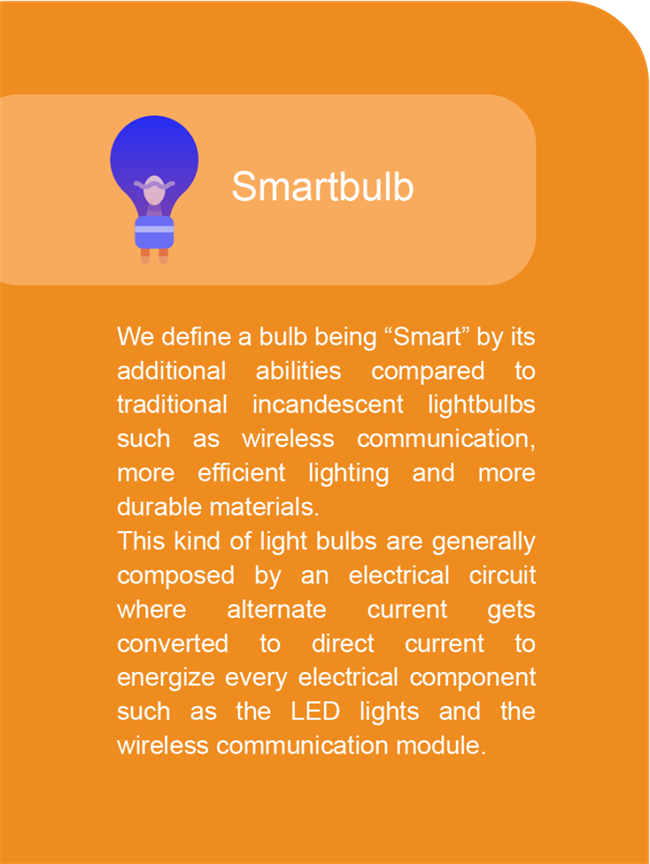 Smartbulb
We define a bulb being “Smart” by its
additional abilities compared to
traditional incandescent lightbulbs
such as wireless communication,
more efficient lighting and more
durable materials.
This kind of light bulbs are generally
composed by an electrical circuit
where alternate current gets
converted to direct current to
energize every electrical component
such as the LED lights and the
wireless communication module.